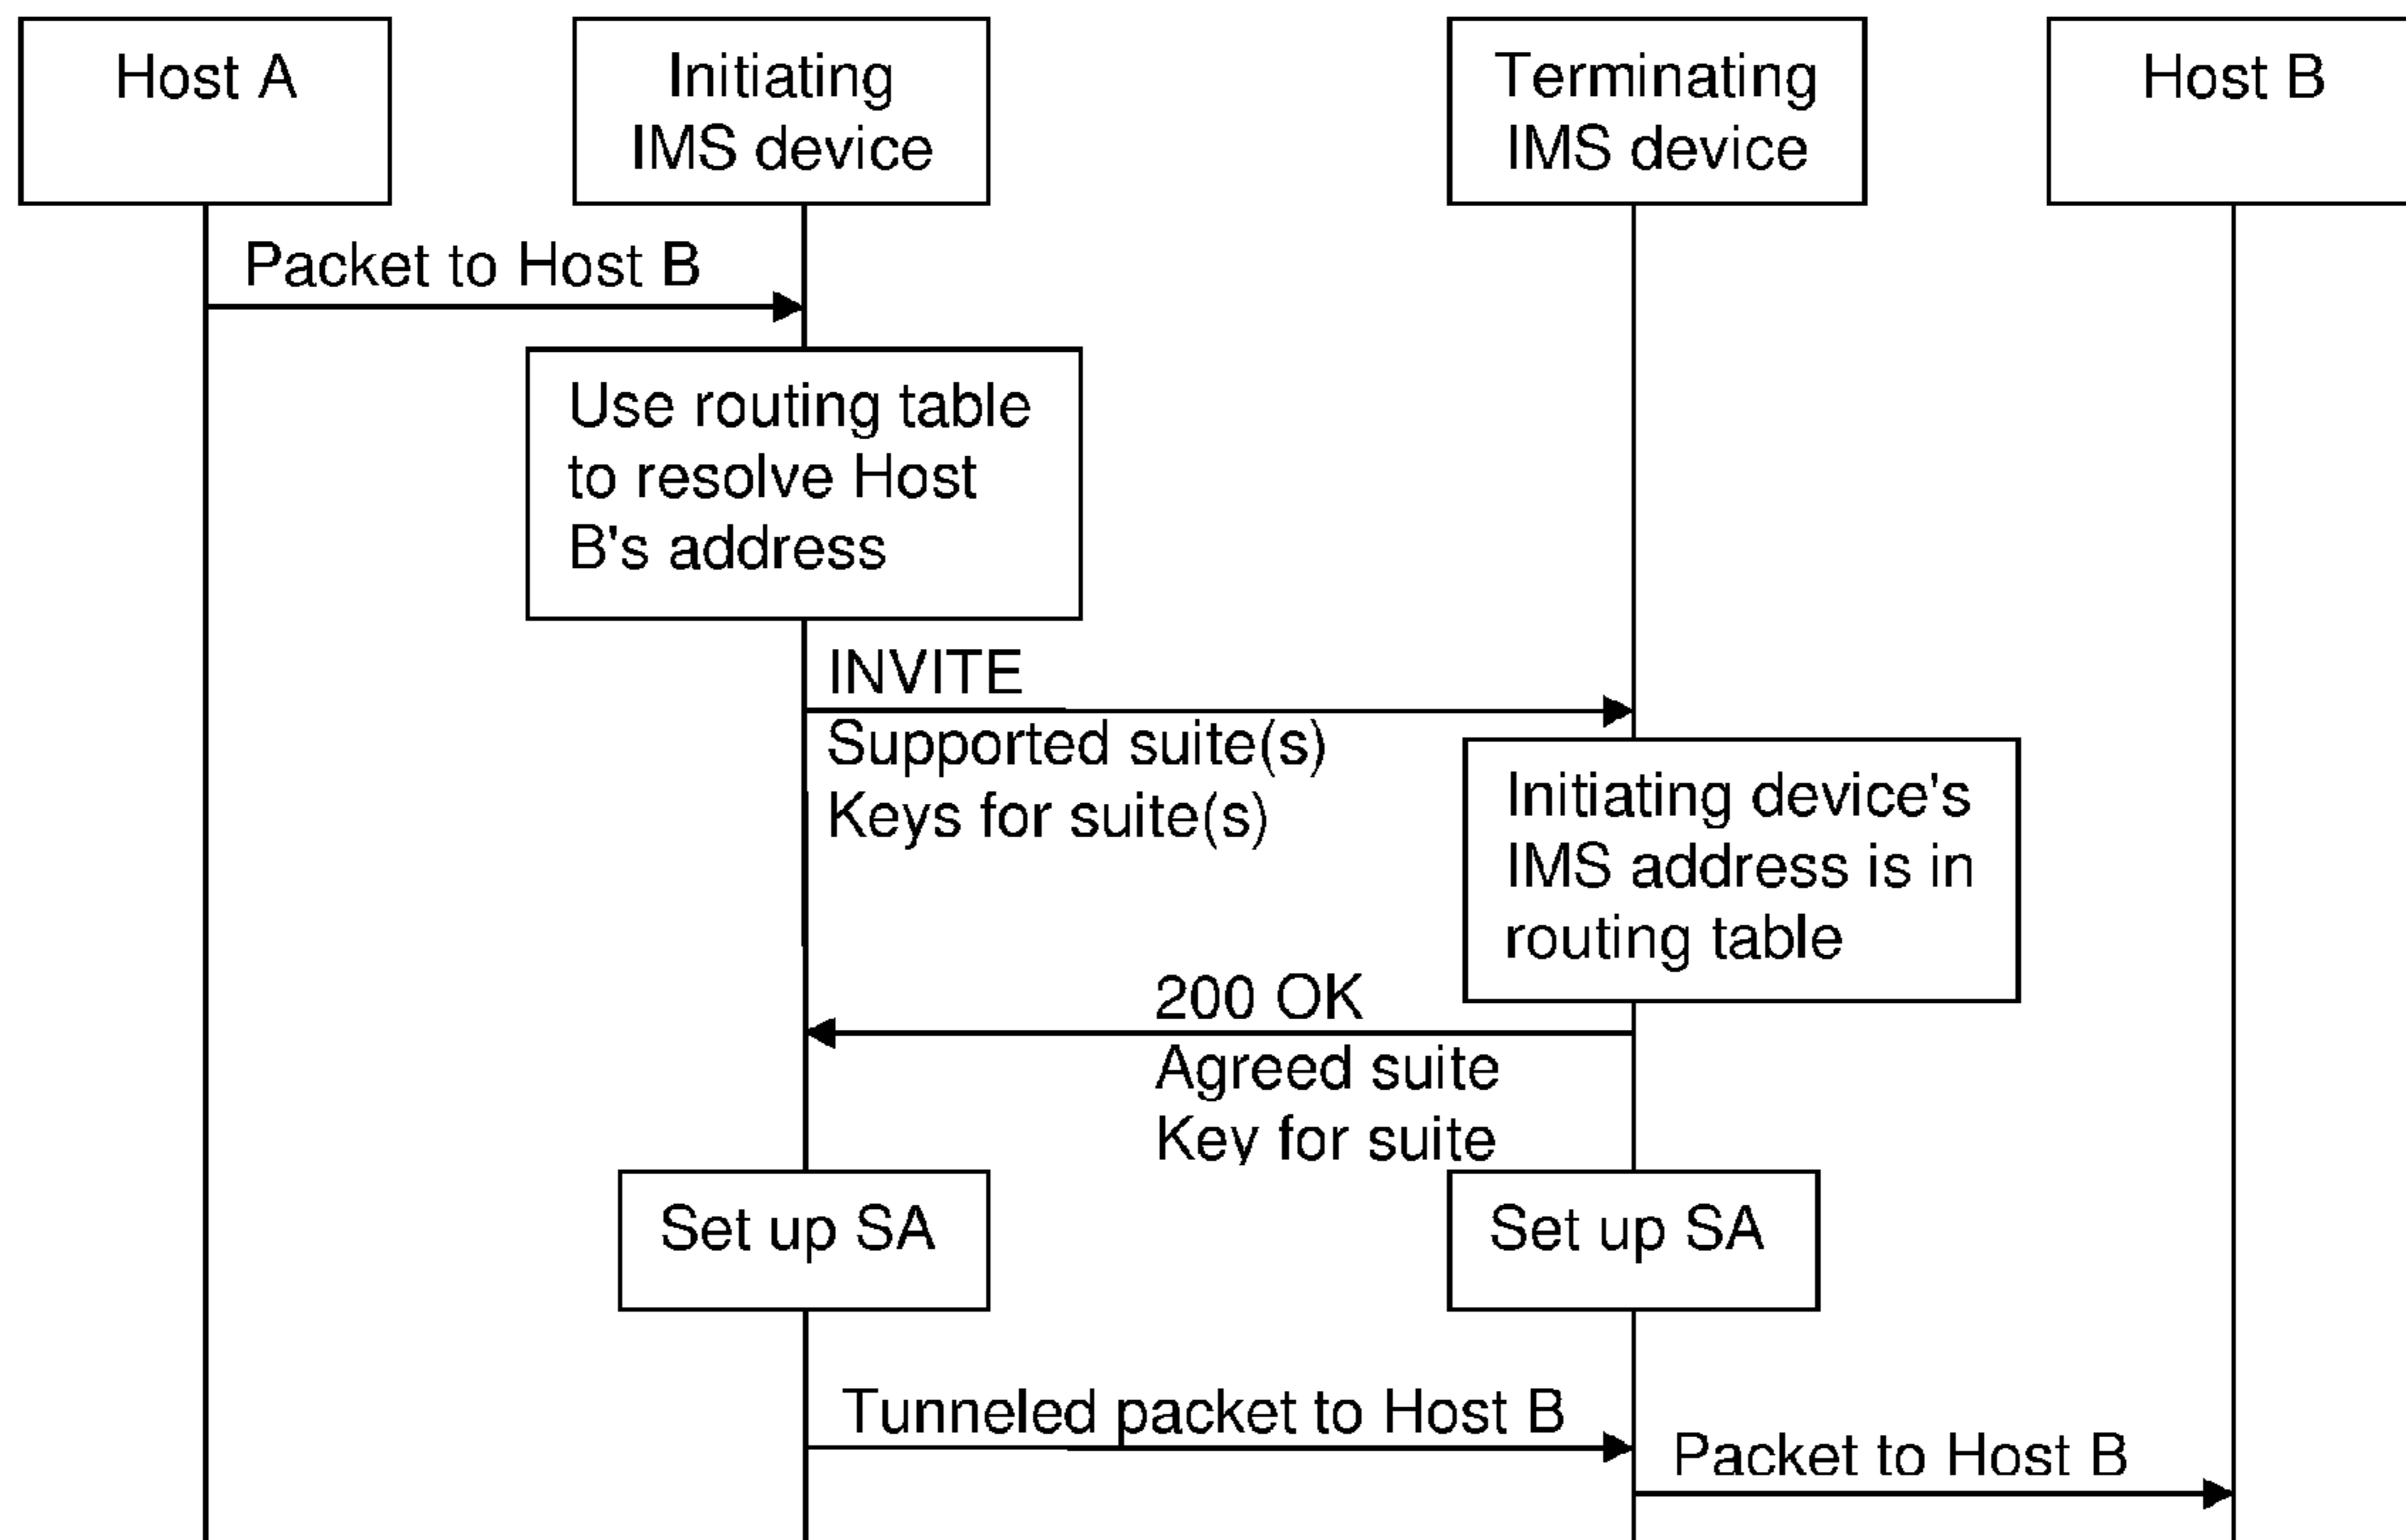 Host A
Initiating
IMS device
Terminating
IMS device
Host B
Packet to Host B
Use routing table
to resolve Host
B's address
INVITE
Supported suite(s)
Keys for suite(s)
Initiating device's
IMS address is in
routing table
200 OK
Agreed suite
Key for suite
Set up SA
Set up SA
Tunneled packet to Host B
Packet to Host B